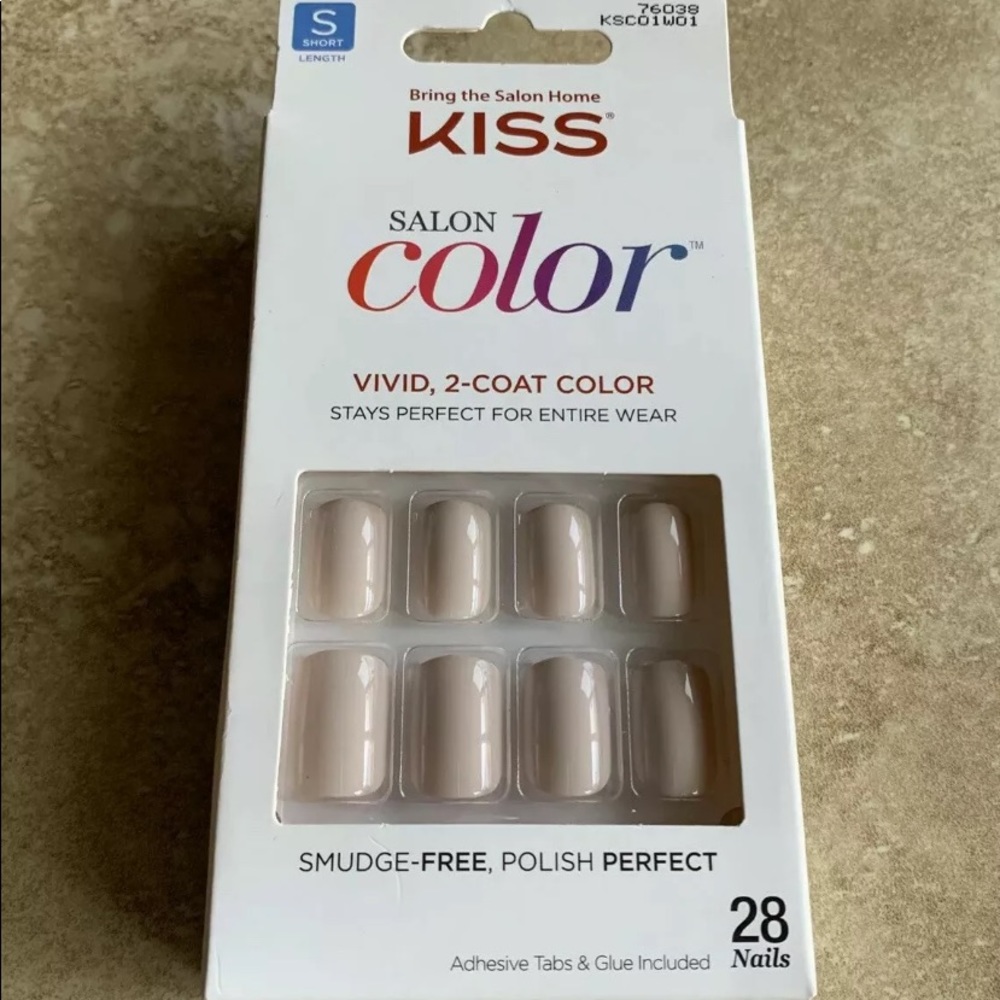 S
SHORT
LENGTH
76038
KSC01W01
Bring the Salon Home
KISS®
SALON
color™
VIVID, 2-COAT COLOR
STAYS PERFECT FOR ENTIRE WEAR
SMUDGE-FREE, POLISH PERFECT
28
Nails
Adhesive Tabs & Glue Included